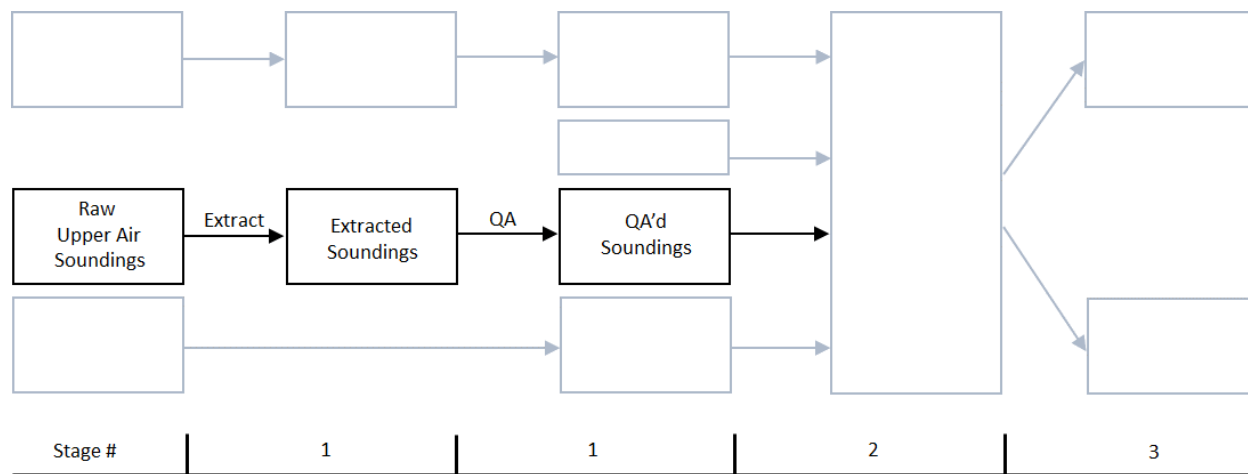 Raw
Upper Air
Soundings
Extract
Extracted
Soundings
QA
QA'd
Soundings
Stage #
1
1
2
3